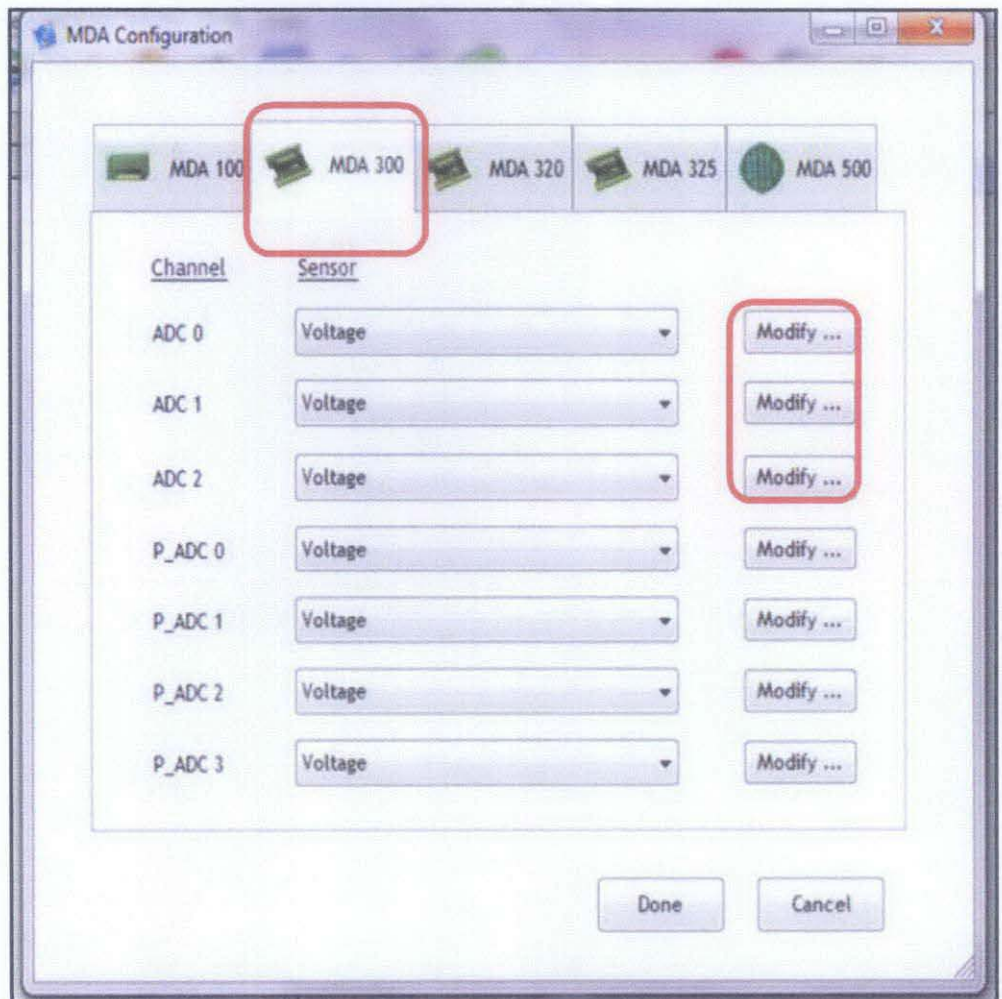 MDA Configuration
MDA 100 MDA 300 MDA 320 MDA 325 MDA 500
Channel Sensor
ADC 0 Voltage Modify ...
ADC 1 Voltage Modify ...
ADC 2 Voltage Modify ...
P_ADC 0 Voltage Modify ...
P_ADC 1 Voltage Modify ...
P_ADC 2 Voltage Modify ...
P_ADC 3 Voltage Modify ...
Done Cancel